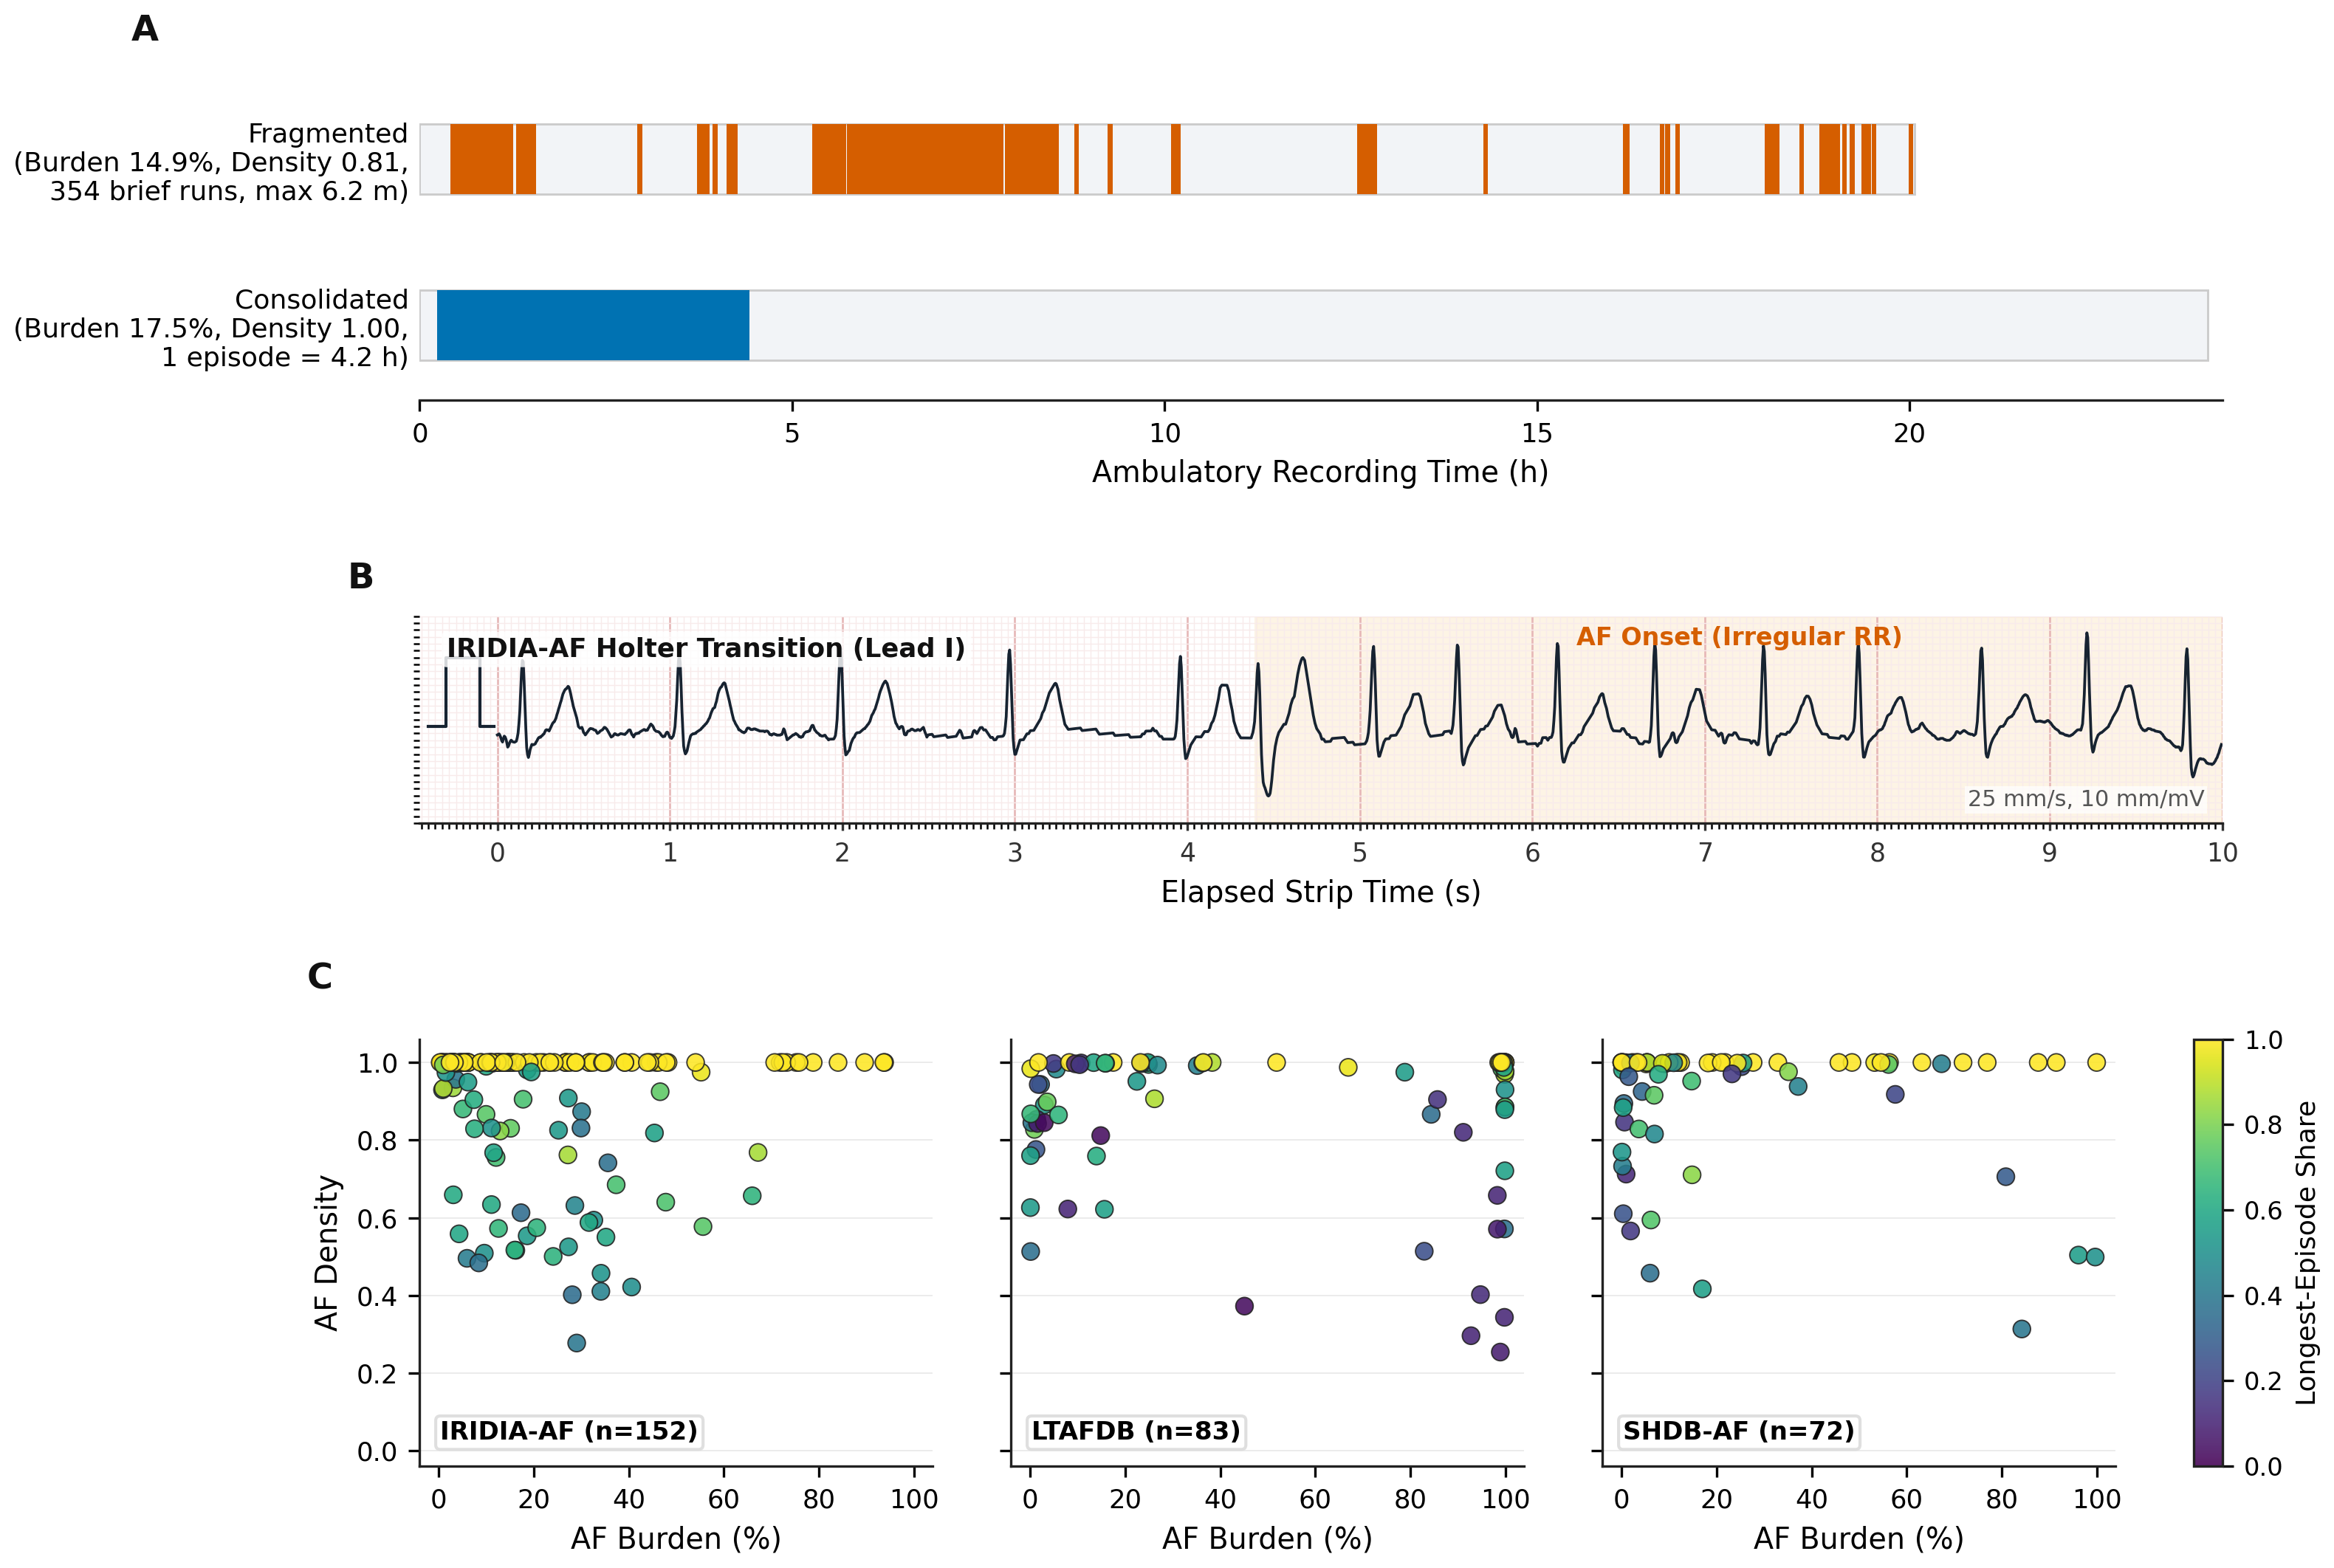 A
Fragmented
(Burden 14.9%, Density 0.81,
354 brief runs, max 6.2 m)
Consolidated
(Burden 17.5%, Density 1.00,
1 episode = 4.2 h)
0 5 10 15 20
Ambulatory Recording Time (h)
B
IRIDIA-AF Holter Transition (Lead I)
AF Onset (Irregular RR)
25 mm/s, 10 mm/mV
0 1 2 3 4 5 6 7 8 9 10
Elapsed Strip Time (s)
C
AF Density
1.0
0.8
0.6
0.4
0.2
0.0
IRIDIA-AF (n=152)
0 20 40 60 80 100
AF Burden (%)
LTAFDB (n=83)
0 20 40 60 80 100
AF Burden (%)
SHDB-AF (n=72)
0 20 40 60 80 100
AF Burden (%)
1.0
0.8
0.6
0.4
0.2
0.0
Longest-Episode Share